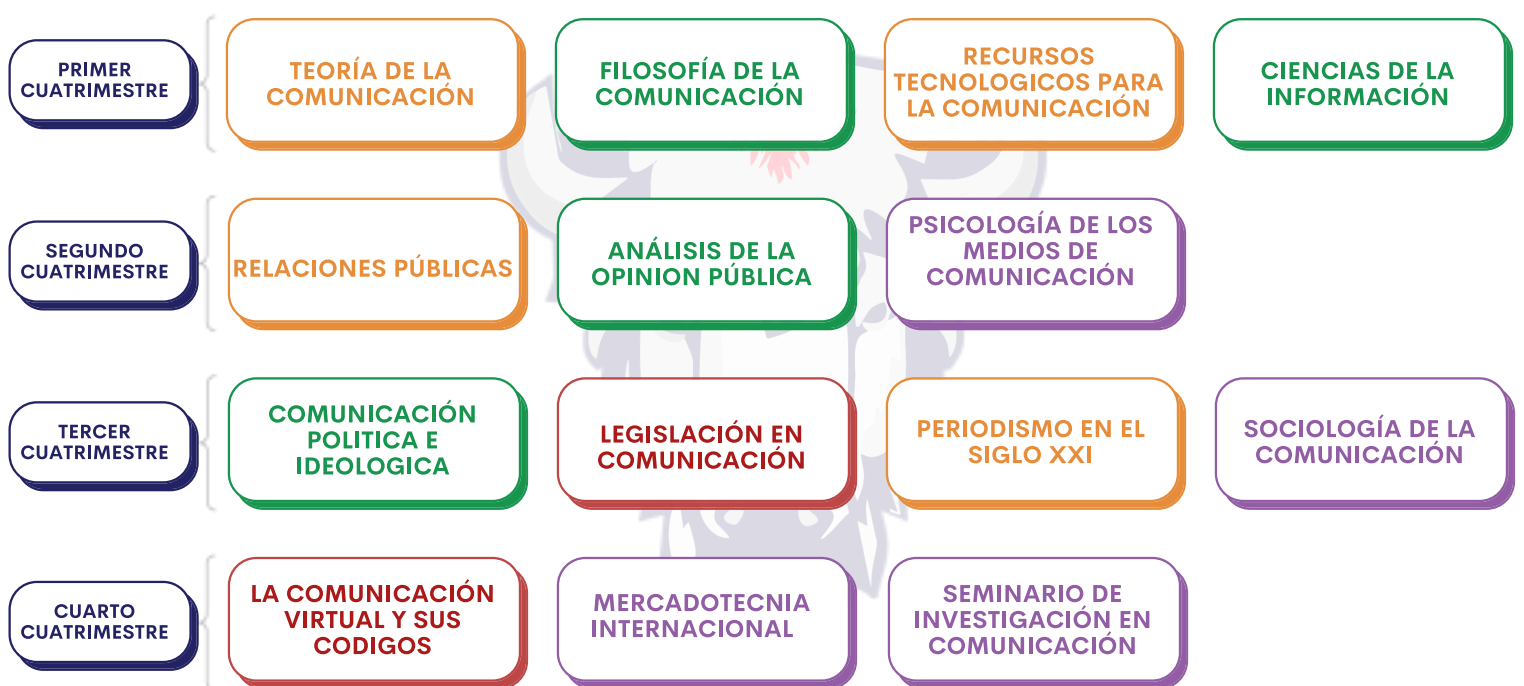 PRIMER
CUATRIMESTRE
TEORÍA DE LA
COMUNICACIÓN
FILOSOFÍA DE LA
COMUNICACIÓN
RECURSOS
TECNOLOGICOS PARA
LA COMUNICACIÓN
CIENCIAS DE LA
INFORMACIÓN
SEGUNDO
CUATRIMESTRE
RELACIONES PÚBLICAS
ANÁLISIS DE LA
OPINION PÚBLICA
PSICOLOGÍA DE LOS
MEDIOS DE
COMUNICACIÓN
TERCER
CUATRIMESTRE
COMUNICACIÓN
POLITICA E
IDEOLOGICA
LEGISLACIÓN EN
COMUNICACIÓN
PERIODISMO EN EL
SIGLO XXI
SOCIOLOGÍA DE LA
COMUNICACIÓN
CUARTO
CUATRIMESTRE
LA COMUNICACIÓN
VIRTUAL Y SUS
CODIGOS
MERCADOTECNIA
INTERNACIONAL
SEMINARIO DE
INVESTIGACIÓN EN
COMUNICACIÓN